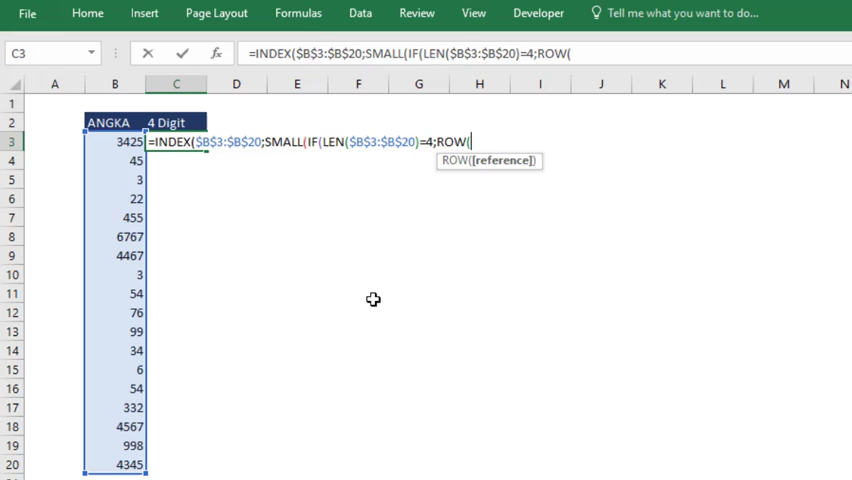 File Home Insert Page Layout Formulas Data Review View Developer Tell me what you want to do...
C3 =INDEX($B$3:$B$20;SMALL(IF(LEN($B$3:$B$20)=4;ROW(
A B C D E F G H I J K L M N
1
2 ANGKA 4 Digit
3 3425 =INDEX($B$3:$B$20;SMALL(IF(LEN($B$3:$B$20)=4;ROW(
4 45 ROW([reference])
5 3
6 22
7 455
8 6767
9 4467
10 3
11 54
12 76
13 99
14 34
15 6
16 54
17 332
18 4567
19 998
20 4345